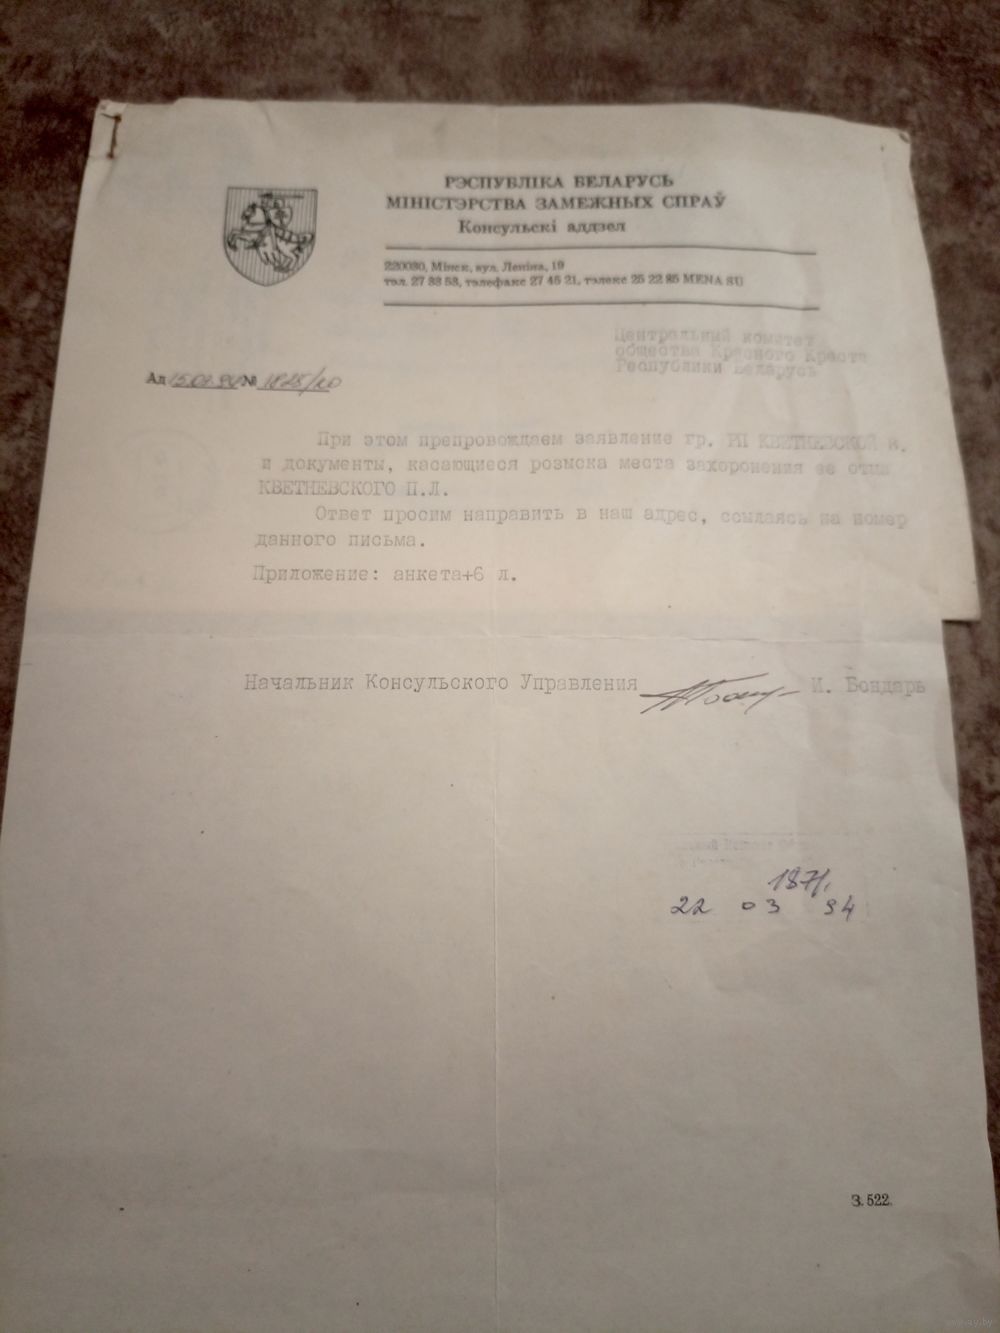 РЭСПУБЛІКА БЕЛАРУСЬ
МІНІСТЭРСТВА ЗАМЕЖНЫХ СПРАЎ
Консульскі аддзел
220030, Мінск, вул. Леніна, 19
тэл. 27 33 53, тэлефакс 27 45 21, тэлекс 25 22 85 MENA SU
Центральный комитет
общества Красного Креста
Республики Беларусь
Ад №
При этом препровождаем заявление гр. РП КВЕТНЕВСКОЙ
и документы, касающиеся розыска места захоронения ее отца
КВЕТНЕВСКОГО П.Л.
Ответ просим направить в наш адрес, ссылаясь на номер
данного письма.
Приложение: анкета+6 л.
Начальник Консульского Управления И. Бондарь
22 03 94
З. 522.